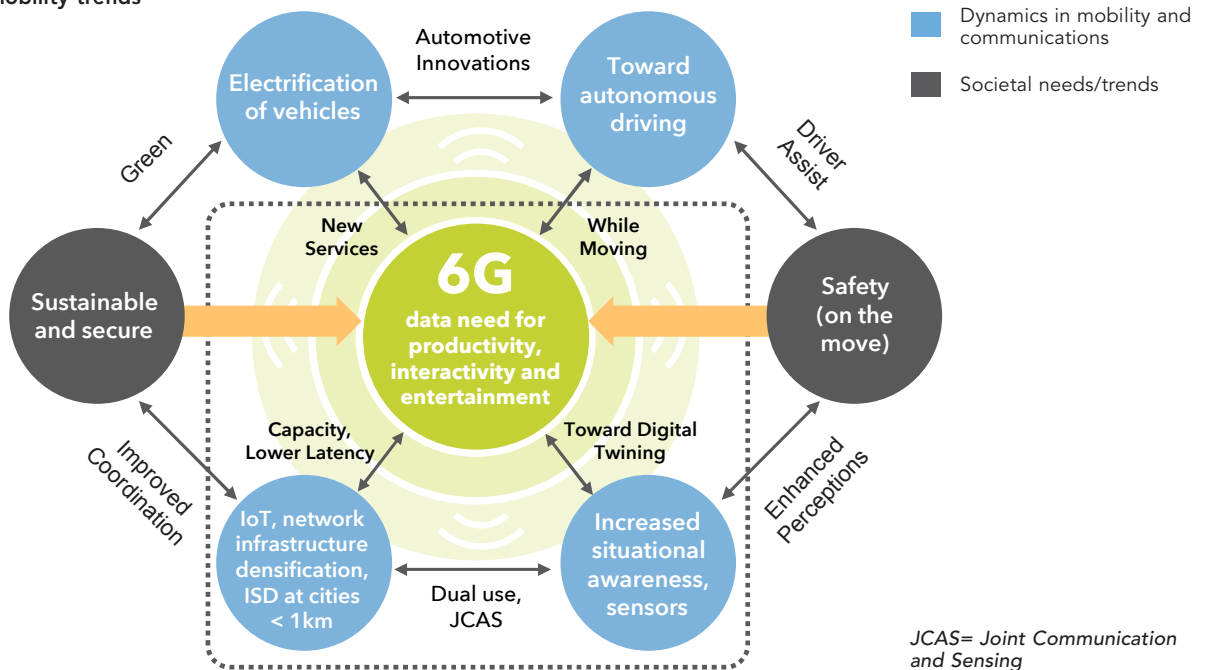 mobility trends
Dynamics in mobility and
communications
Societal needs/trends
Automotive
Innovations
Electrification
of vehicles
Toward
autonomous
driving
Green
Driver
Assist
New
Services
While
Moving
Sustainable
and secure
6G
data need for
productivity,
interactivity and
entertainment
Safety
(on the
move)
Capacity,
Lower Latency
Toward Digital
Twining
Improved
Coordination
Enhanced
Perceptions
IoT, network
infrastructure
densification,
ISD at cities
< 1km
Increased
situational
awareness,
sensors
Dual use,
JCAS
JCAS= Joint Communication
and Sensing